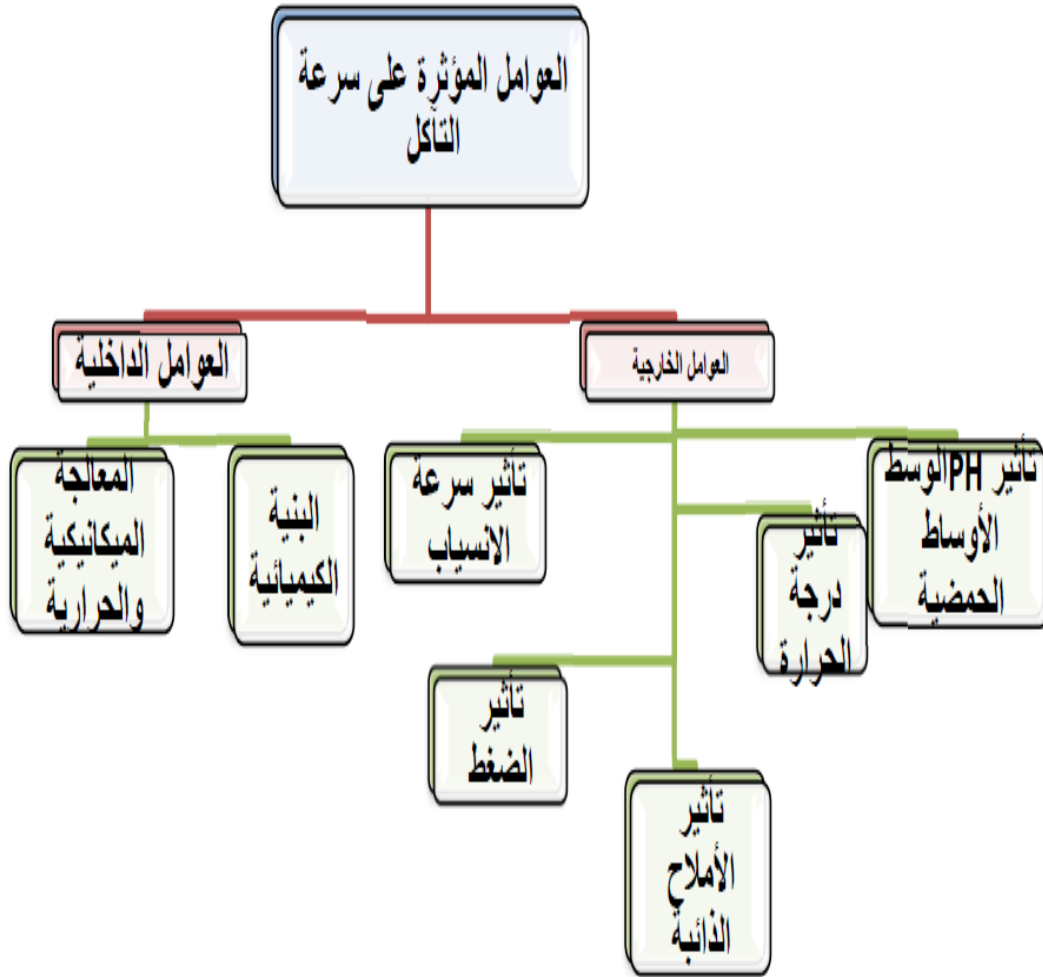 العوامل المؤثرة على سرعة
التآكل
العوامل الخارجية
العوامل الداخلية
تأثير PHالوسط
الأوساط
الحمضية
تأثير
درجة
الحرارة
تأثير سرعة
الانسياب
تأثير
الأملاح
الذائبة
تأثير
الضغط
البنية
الكيميائية
المعالجة
الميكانيكية
والحرارية